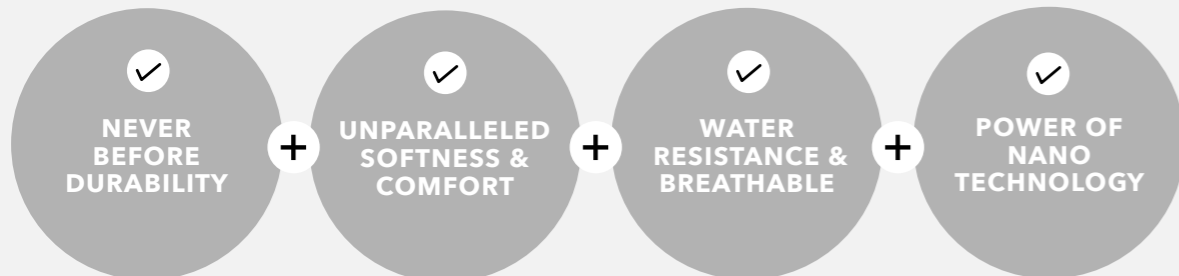 NEVER
BEFORE
DURABILITY
+
UNPARALLELED
SOFTNESS &
COMFORT
+
WATER
RESISTANCE &
BREATHABLE
+
POWER OF
NANO
TECHNOLOGY